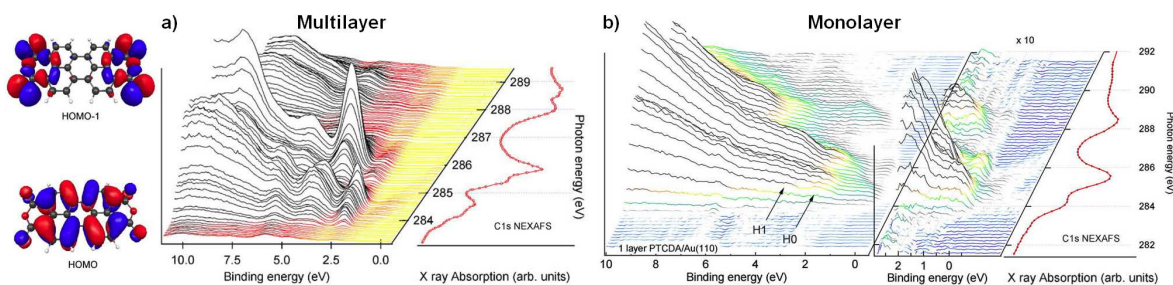 a)
Multilayer
HOMO-1
HOMO
289
288
287
286
285
284
Photon energy (eV)
C1s NEXAFS
10.0
7.5
5.0
2.5
0.0
Binding energy (eV)
X ray Absorption (arb. units)
b)
Monolayer
x 10
292
290
288
286
284
282
Photon energy (eV)
H1
H0
1 layer PTCDA/Au(110)
C1s NEXAFS
10
8
6
4
2
0
2
1
0
Binding energy (eV)
Binding energy (eV)
X ray Absorption (arb. units)